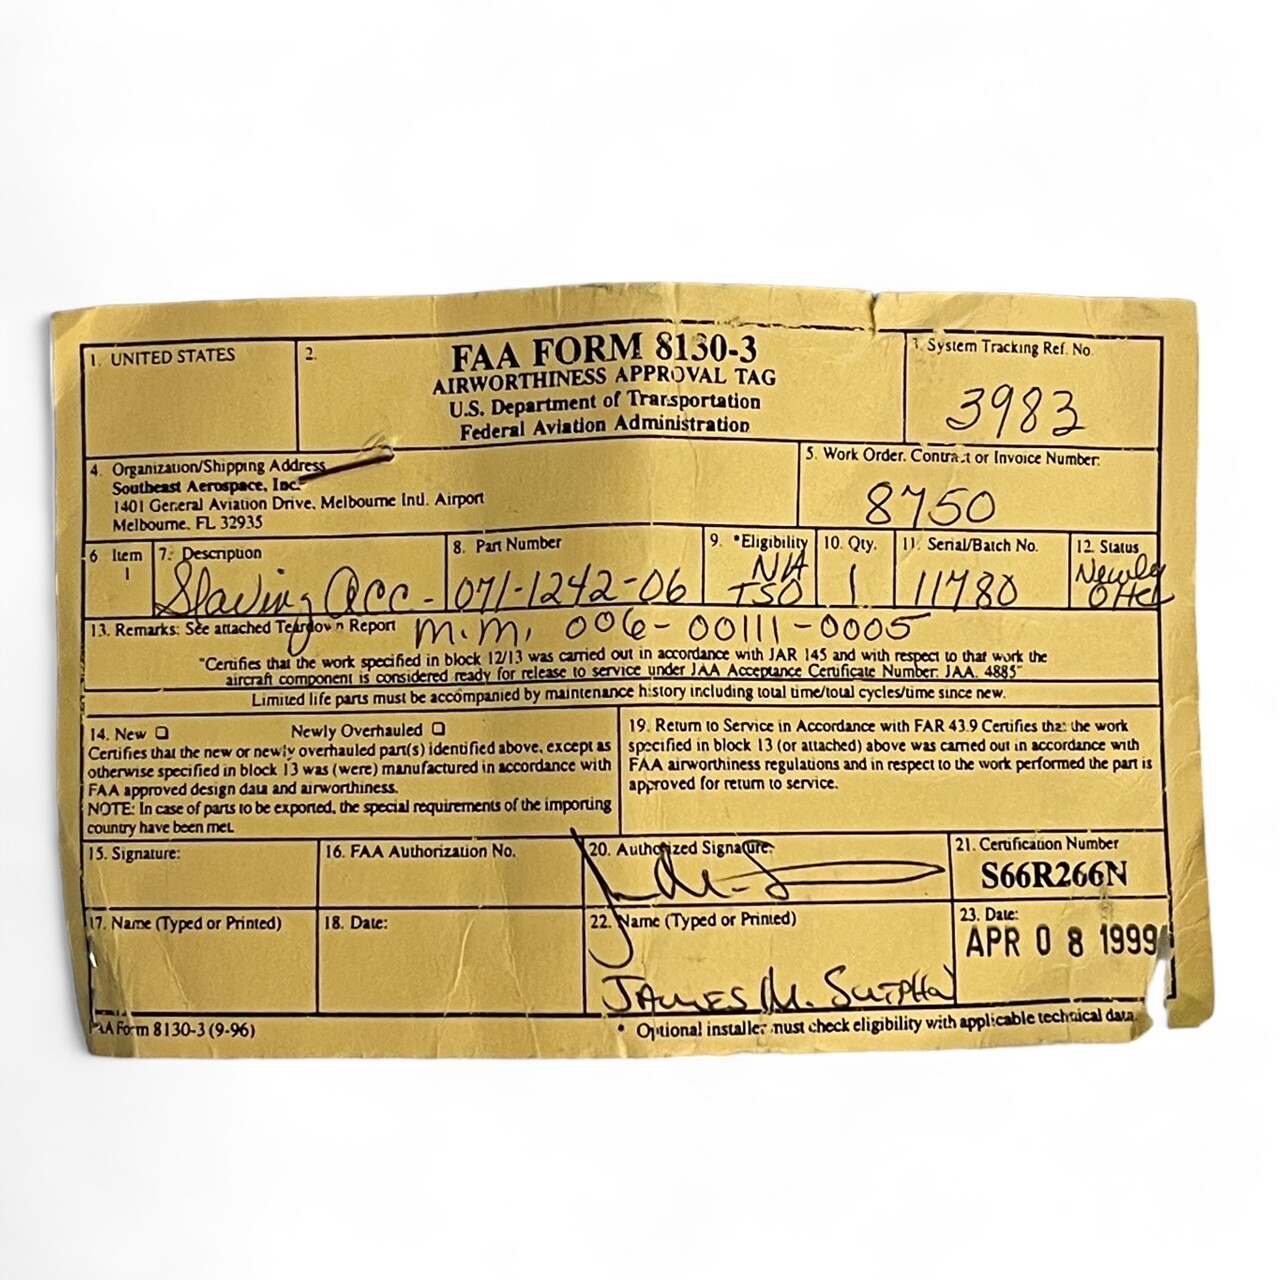 1. UNITED STATES
2.
FAA FORM 8130-3
AIRWORTHINESS APPROVAL TAG
U.S. Department of Transportation
Federal Aviation Administration
3. System Tracking Ref. No.
3983
4. Organization/Shipping Address
Southeast Aerospace, Inc.
1401 General Aviation Drive, Melbourne Intl. Airport
Melbourne, FL 32935
5. Work Order, Contract or Invoice Number:
8750
6 Item
1
7. Description
Slaving Acc-
8. Part Number
071-1242-06
9. *Eligibility
N/A
TSO
10. Qty.
1
11. Serial/Batch No.
11780
12. Status
Newly
O/Hd
13. Remarks: See attached Teardown Report M.M. 006-00111-0005
"Certifies that the work specified in block 12/13 was carried out in accordance with JAR 145 and with respect to that work the
aircraft component is considered ready for release to service under JAA Acceptance Certificate Number: JAA. 4885"
Limited life parts must be accompanied by maintenance history including total time/total cycles/time since new.
14. New ☐ Newly Overhauled ☐
Certifies that the new or newly overhauled part(s) identified above, except as
otherwise specified in block 13 was (were) manufactured in accordance with
FAA approved design data and airworthiness.
NOTE: In case of parts to be exported, the special requirements of the importing
country have been met.
19. Return to Service in Accordance with FAR 43.9 Certifies that the work
specified in block 13 (or attached) above was carried out in accordance with
FAA airworthiness regulations and in respect to the work performed the part is
approved for return to service.
15. Signature:
16. FAA Authorization No.
20. Authorized Signature:
21. Certification Number
S66R266N
17. Name (Typed or Printed)
18. Date:
22. Name (Typed or Printed)
James M. Sutphin
23. Date:
APR 08 1999
FAA Form 8130-3 (9-96)
* Optional installer must check eligibility with applicable technical data.